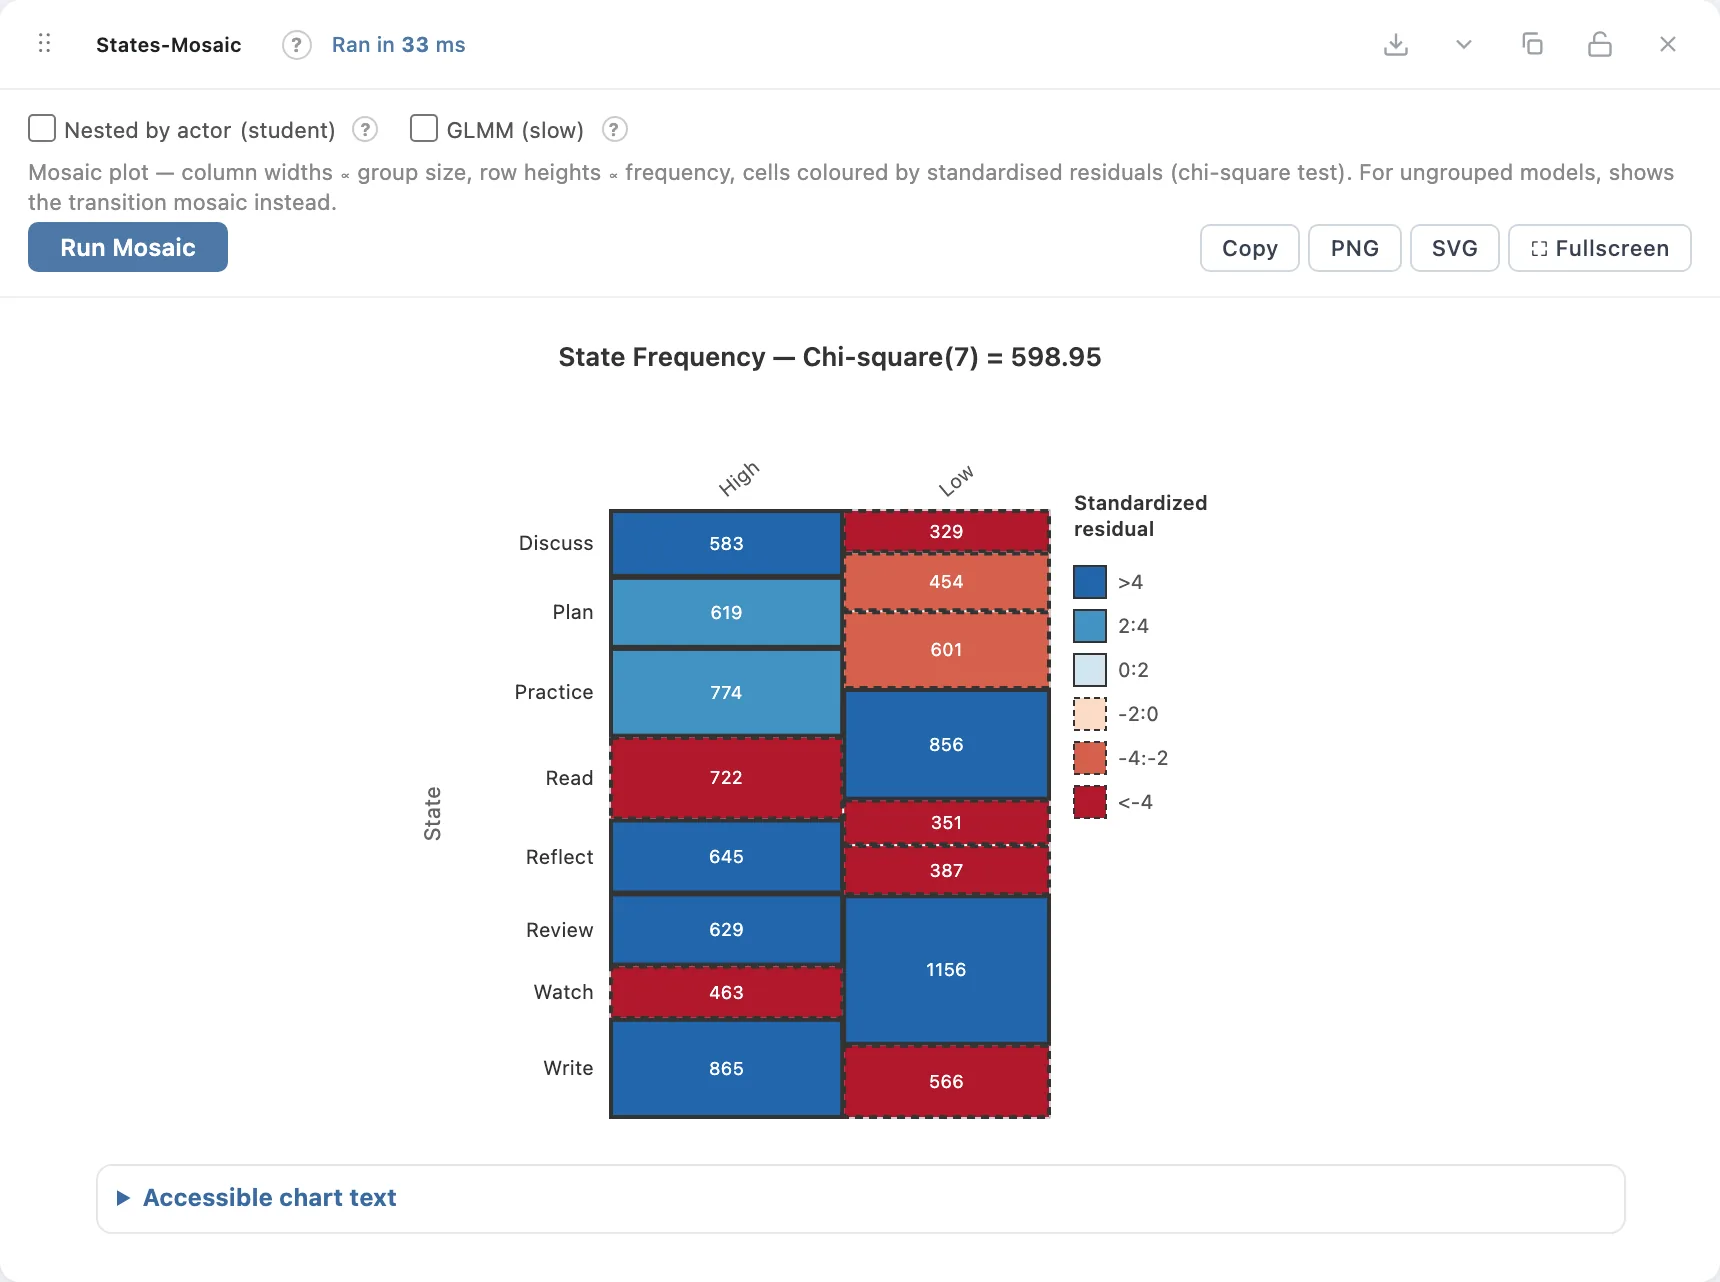 States-Mosaic
?
Ran in 33 ms
Nested by actor (student) ?
GLMM (slow) ?
Mosaic plot — column widths ∝ group size, row heights ∝ frequency, cells coloured by standardised residuals (chi-square test). For ungrouped models, shows
the transition mosaic instead.
Run Mosaic
Copy
PNG
SVG
Fullscreen
State Frequency — Chi-square(7) = 598.95
High
Low
State
Discuss
Plan
Practice
Read
Reflect
Review
Watch
Write
583
619
774
722
645
629
463
865
329
454
601
856
351
387
1156
566
Standardized
residual
>4
2:4
0:2
-2:0
-4:-2
<-4
Accessible chart text